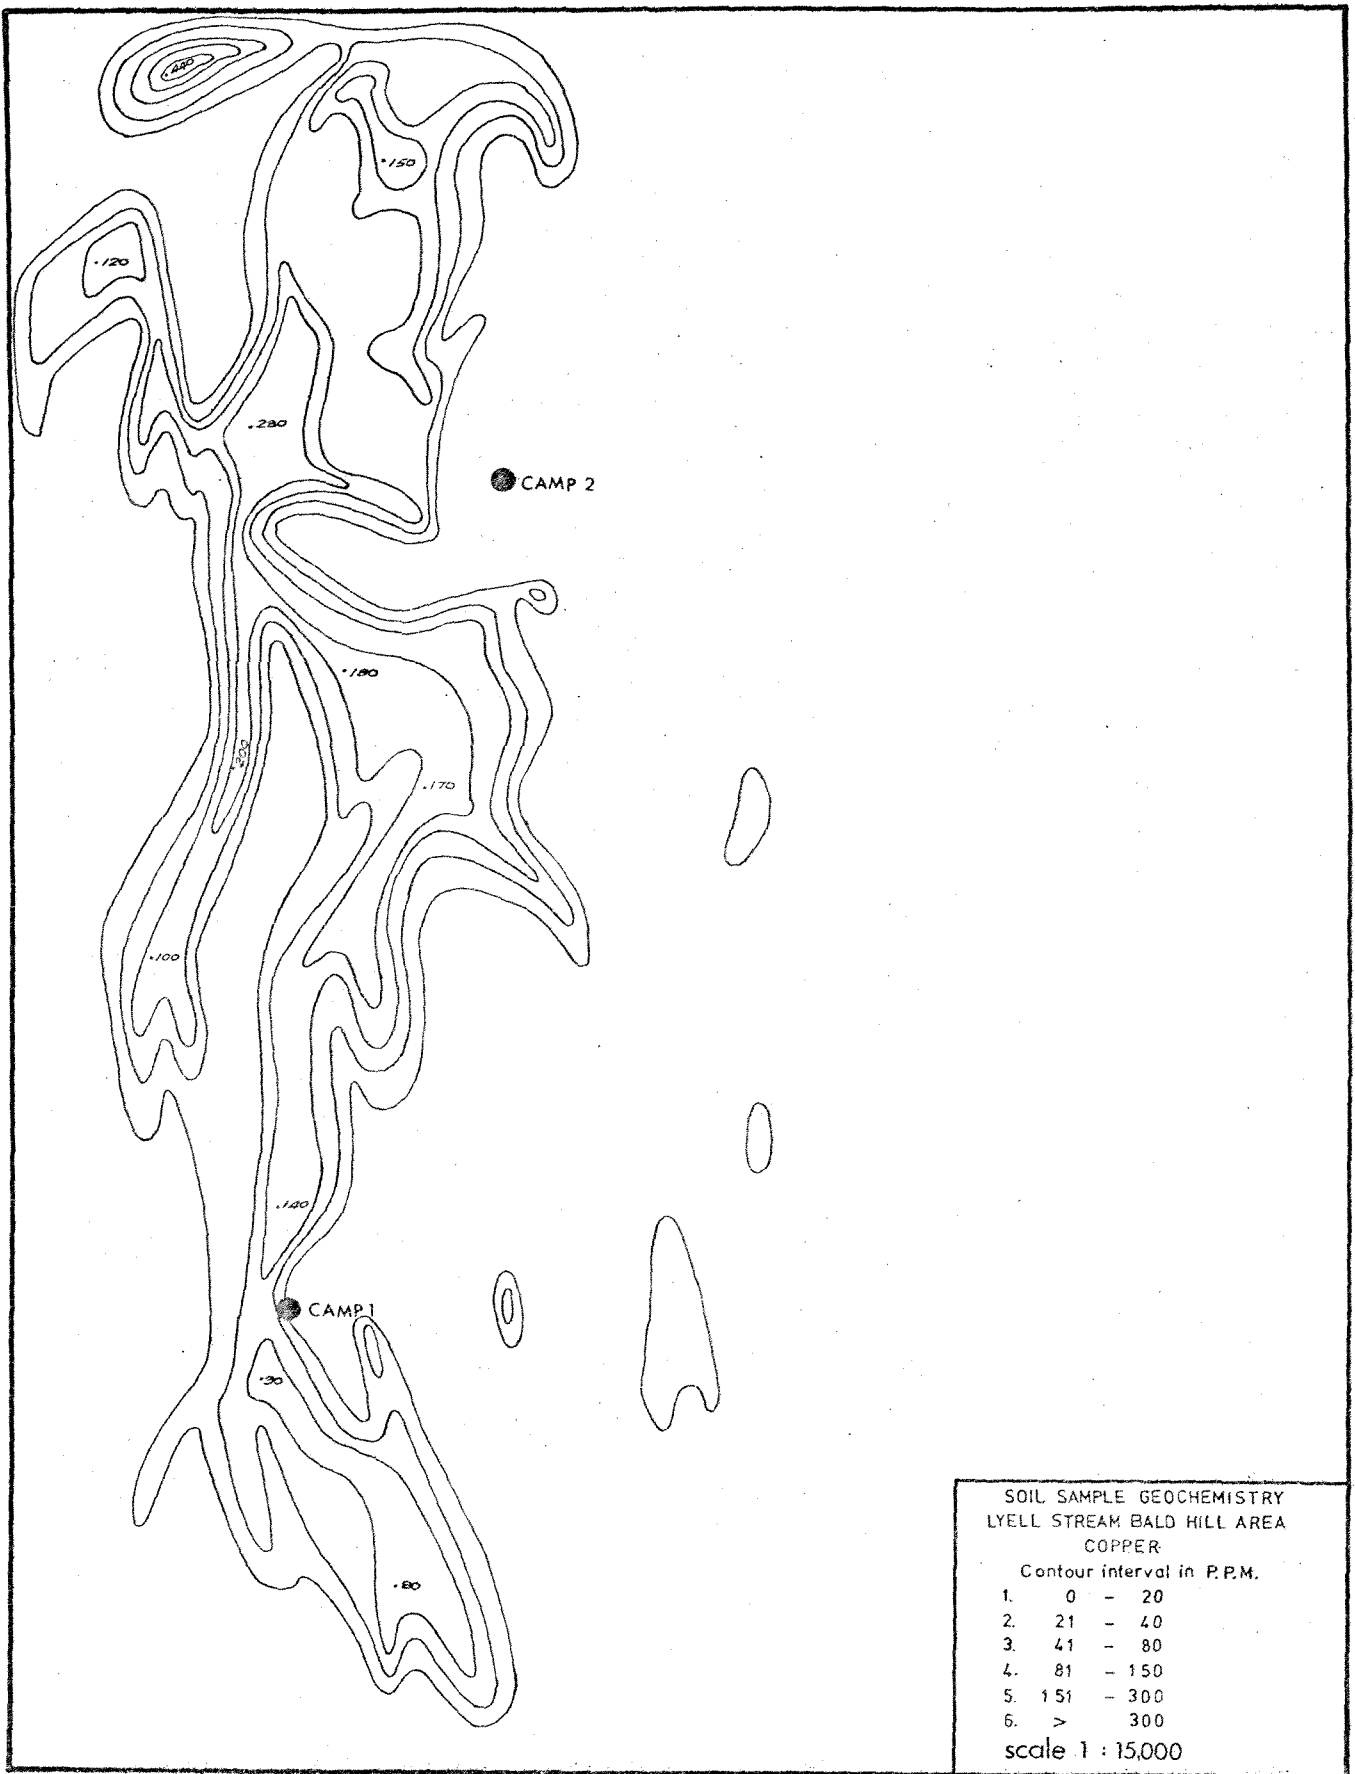 .440
.150
.120
.280
CAMP 2
.180
.200
.170
.100
.140
CAMP 1
.30
.80
SOIL SAMPLE GEOCHEMISTRY
LYELL STREAM BALD HILL AREA
COPPER
Contour interval in P.P.M.
1. 0 - 20
2. 21 - 40
3. 41 - 80
4. 81 - 150
5. 151 - 300
6. > 300
scale 1 : 15,000